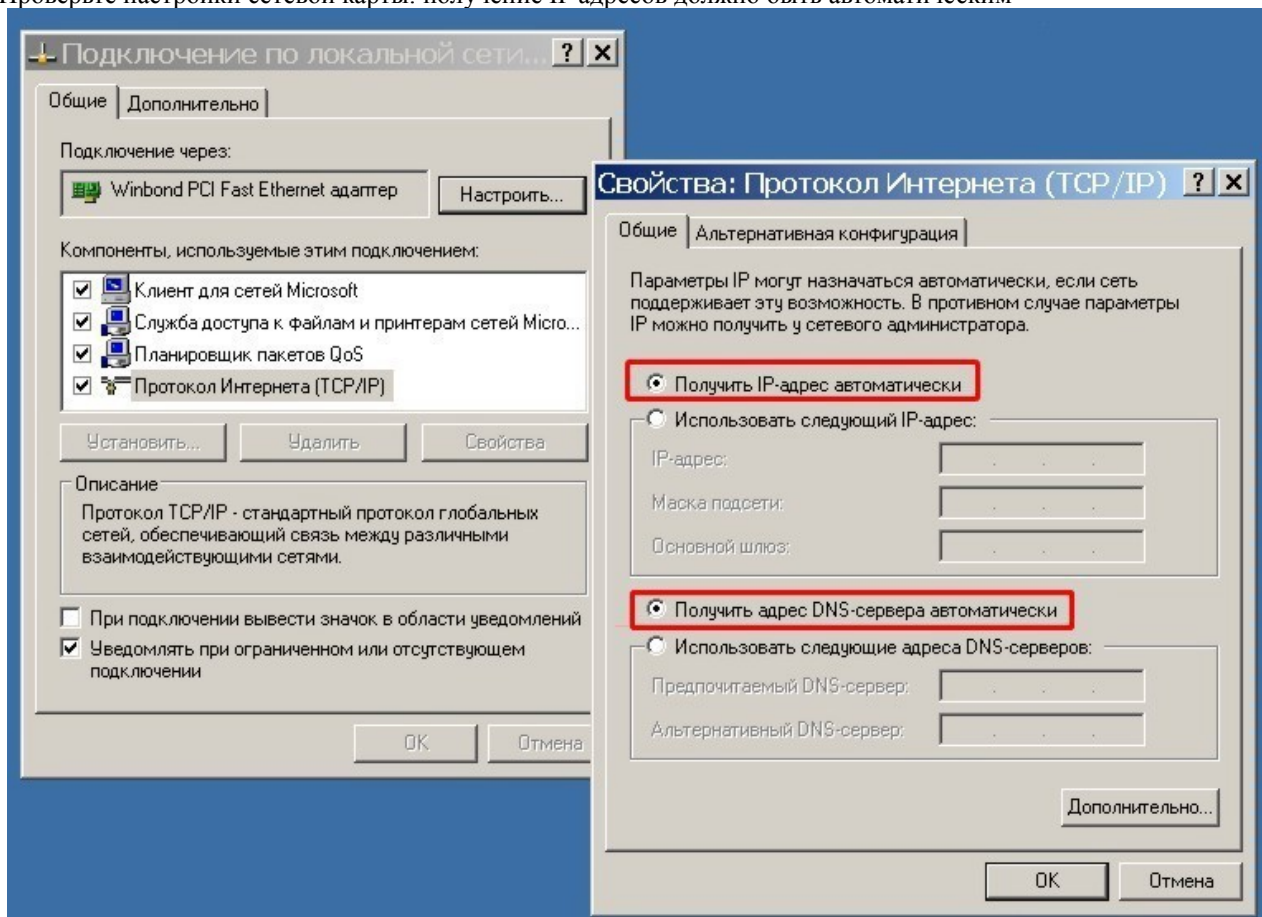 Проверьте настройки сетевой карты: получение IP-адресов должно быть автоматическим
Подключение по локальной сети...
Общие
Дополнительно
Подключение через:
Winbond PCI Fast Ethernet адаптер
Настроить...
Компоненты, используемые этим подключением:
Клиент для сетей Microsoft
Служба доступа к файлам и принтерам сетей Micro...
Планировщик пакетов QoS
Протокол Интернета (TCP/IP)
Установить...
Удалить
Свойства
Описание
Протокол TCP/IP - стандартный протокол глобальных
сетей, обеспечивающий связь между различными
взаимодействующими сетями.
При подключении вывести значок в области уведомлений
Уведомлять при ограниченном или отсутствующем
подключении
OK
Отмена
Свойства: Протокол Интернета (TCP/IP)
Общие
Альтернативная конфигурация
Параметры IP могут назначаться автоматически, если сеть
поддерживает эту возможность. В противном случае параметры
IP можно получить у сетевого администратора.
Получить IP-адрес автоматически
Использовать следующий IP-адрес:
IP-адрес:
Маска подсети:
Основной шлюз:
Получить адрес DNS-сервера автоматически
Использовать следующие адреса DNS-серверов:
Предпочитаемый DNS-сервер:
Альтернативный DNS-сервер:
Дополнительно...
OK
Отмена